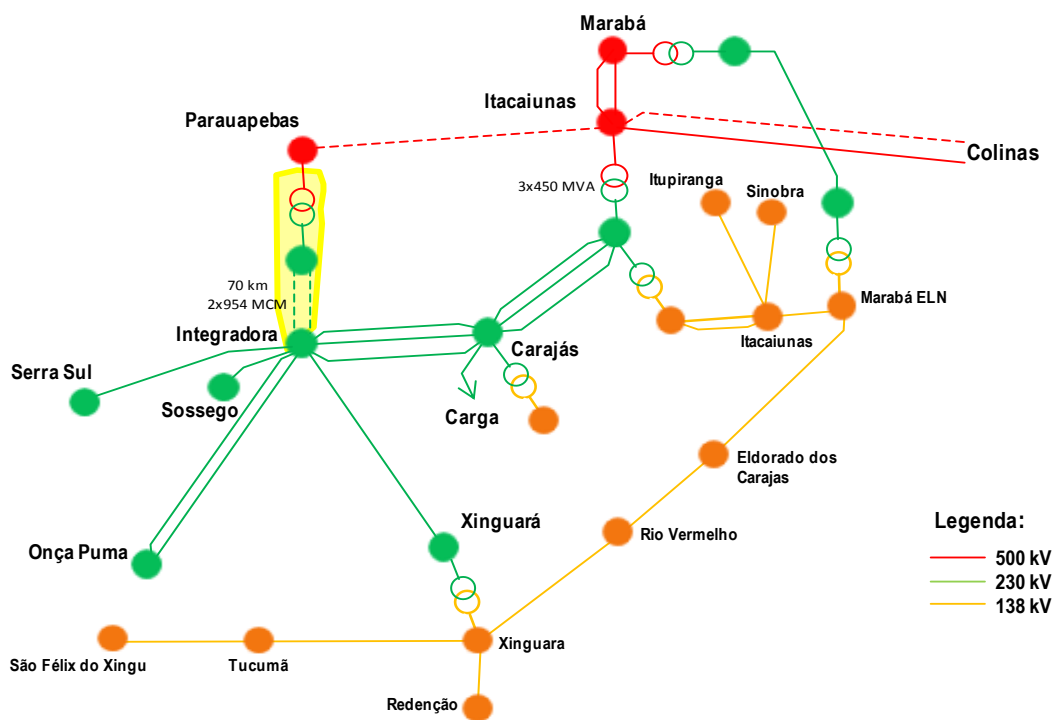 Marabá
Itacaiunas
Parauapebas
Colinas
3x450 MVA
Itupiranga
Sinobra
70 km
2x954 MCM
Marabá ELN
Integradora
Itacaiunas
Carajás
Serra Sul
Sossego
Carga
Eldorado dos
Carajas
Xinguará
Rio Vermelho
Legenda:
Onça Puma
500 kV
230 kV
138 kV
Xinguara
São Félix do Xingu
Tucumã
Redenção